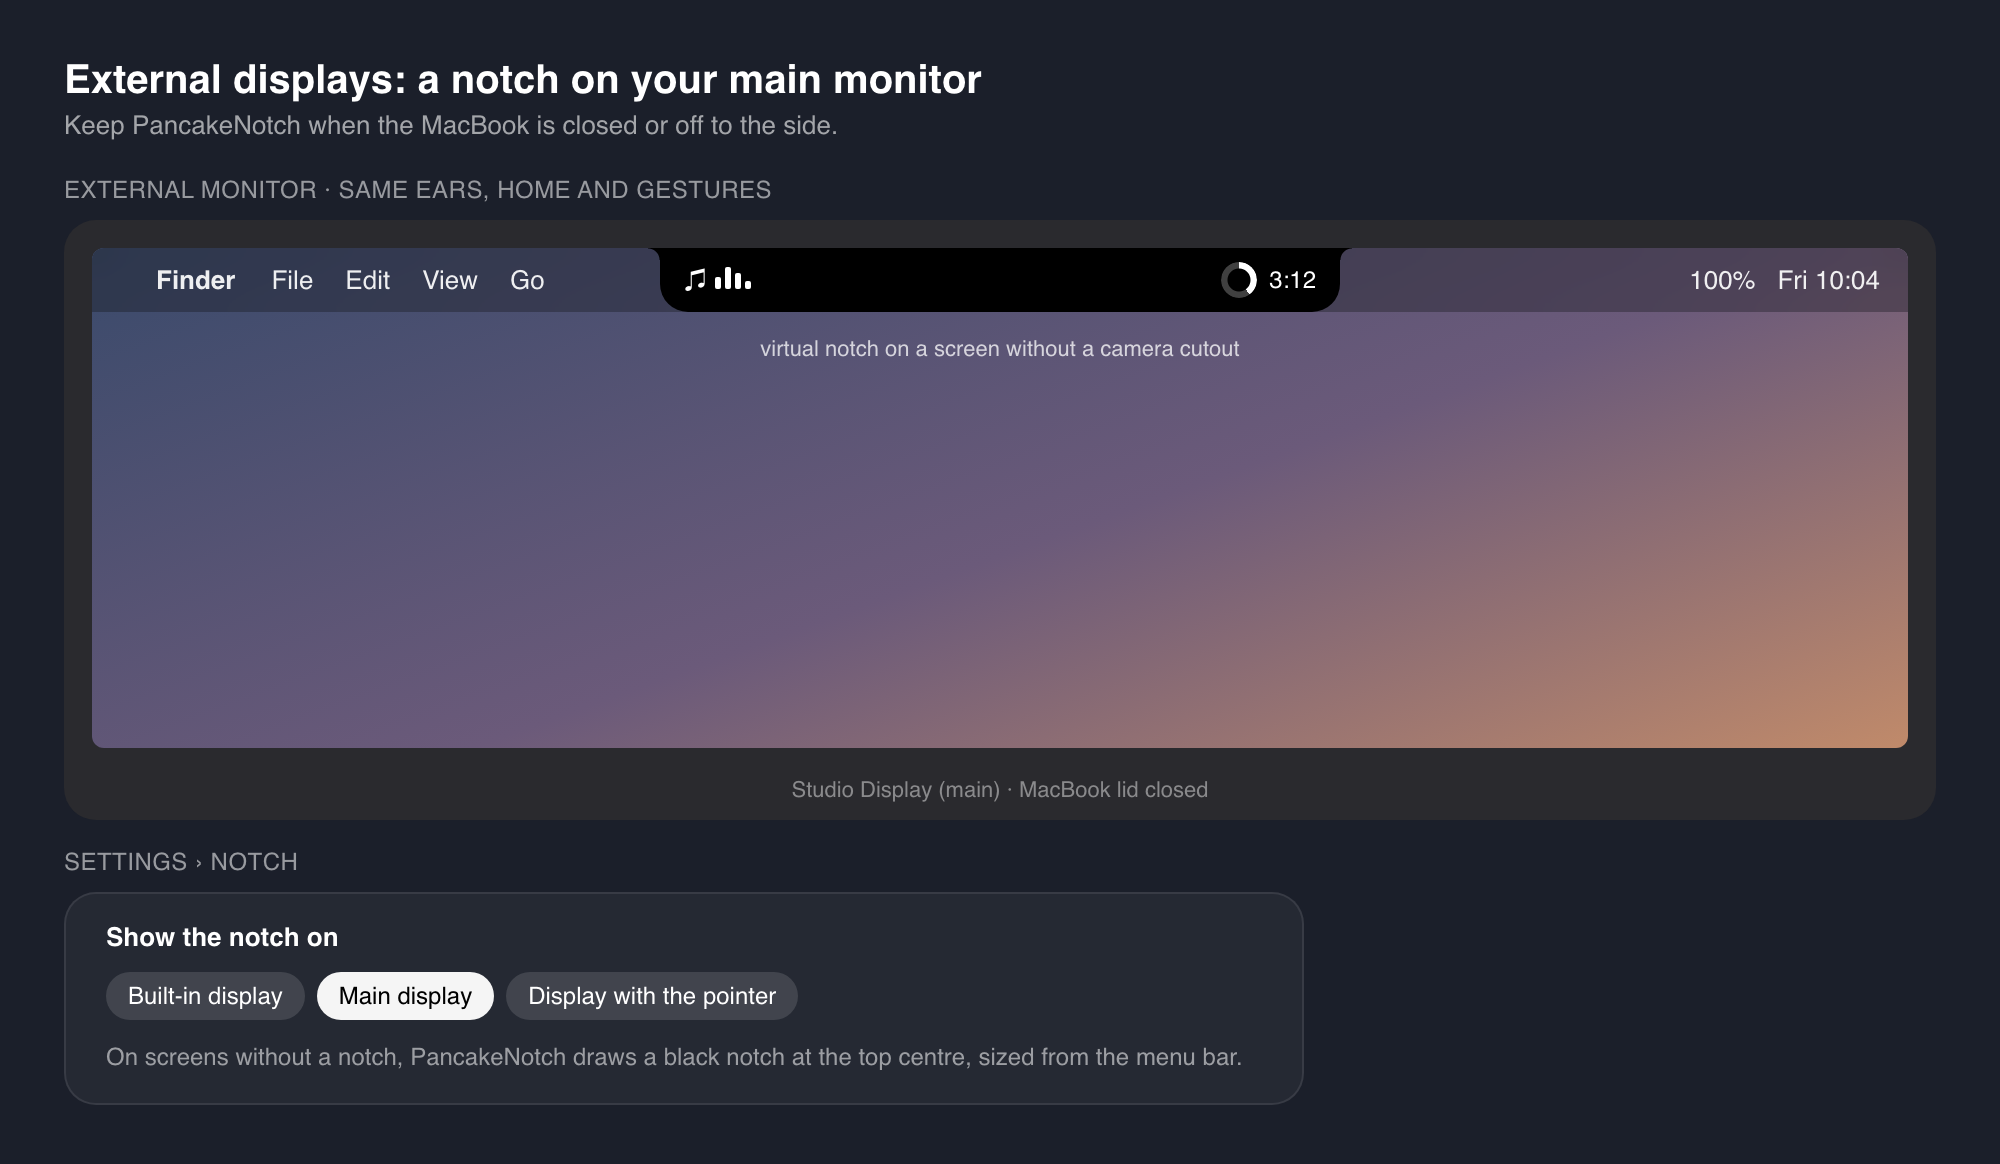 External displays: a notch on your main monitor
Keep PancakeNotch when the MacBook is closed or off to the side.
EXTERNAL MONITOR · SAME EARS, HOME AND GESTURES
Finder File Edit View Go 3:12 100% Fri 10:04
virtual notch on a screen without a camera cutout
Studio Display (main) · MacBook lid closed
SETTINGS › NOTCH
Show the notch on
Built-in display Main display Display with the pointer
On screens without a notch, PancakeNotch draws a black notch at the top centre, sized from the menu bar.